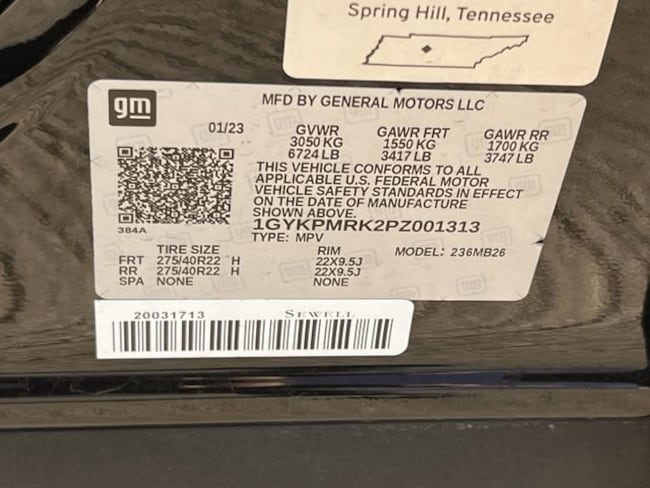 Spring Hill, Tennessee
gm
MFD BY GENERAL MOTORS LLC
01/23 GVWR GAWR FRT GAWR RR
3050 KG 1550 KG 1700 KG
6724 LB 3417 LB 3747 LB
THIS VEHICLE CONFORMS TO ALL
APPLICABLE U.S. FEDERAL MOTOR
VEHICLE SAFETY STANDARDS IN EFFECT
ON THE DATE OF MANUFACTURE
SHOWN ABOVE.
384A
1GYKPMRK2PZ001313
TYPE: MPV
TIRE SIZE RIM MODEL: 236MB26
FRT 275/40R22 H 22X9.5J
RR 275/40R22 H 22X9.5J
SPA NONE NONE
20031713 SEWELL